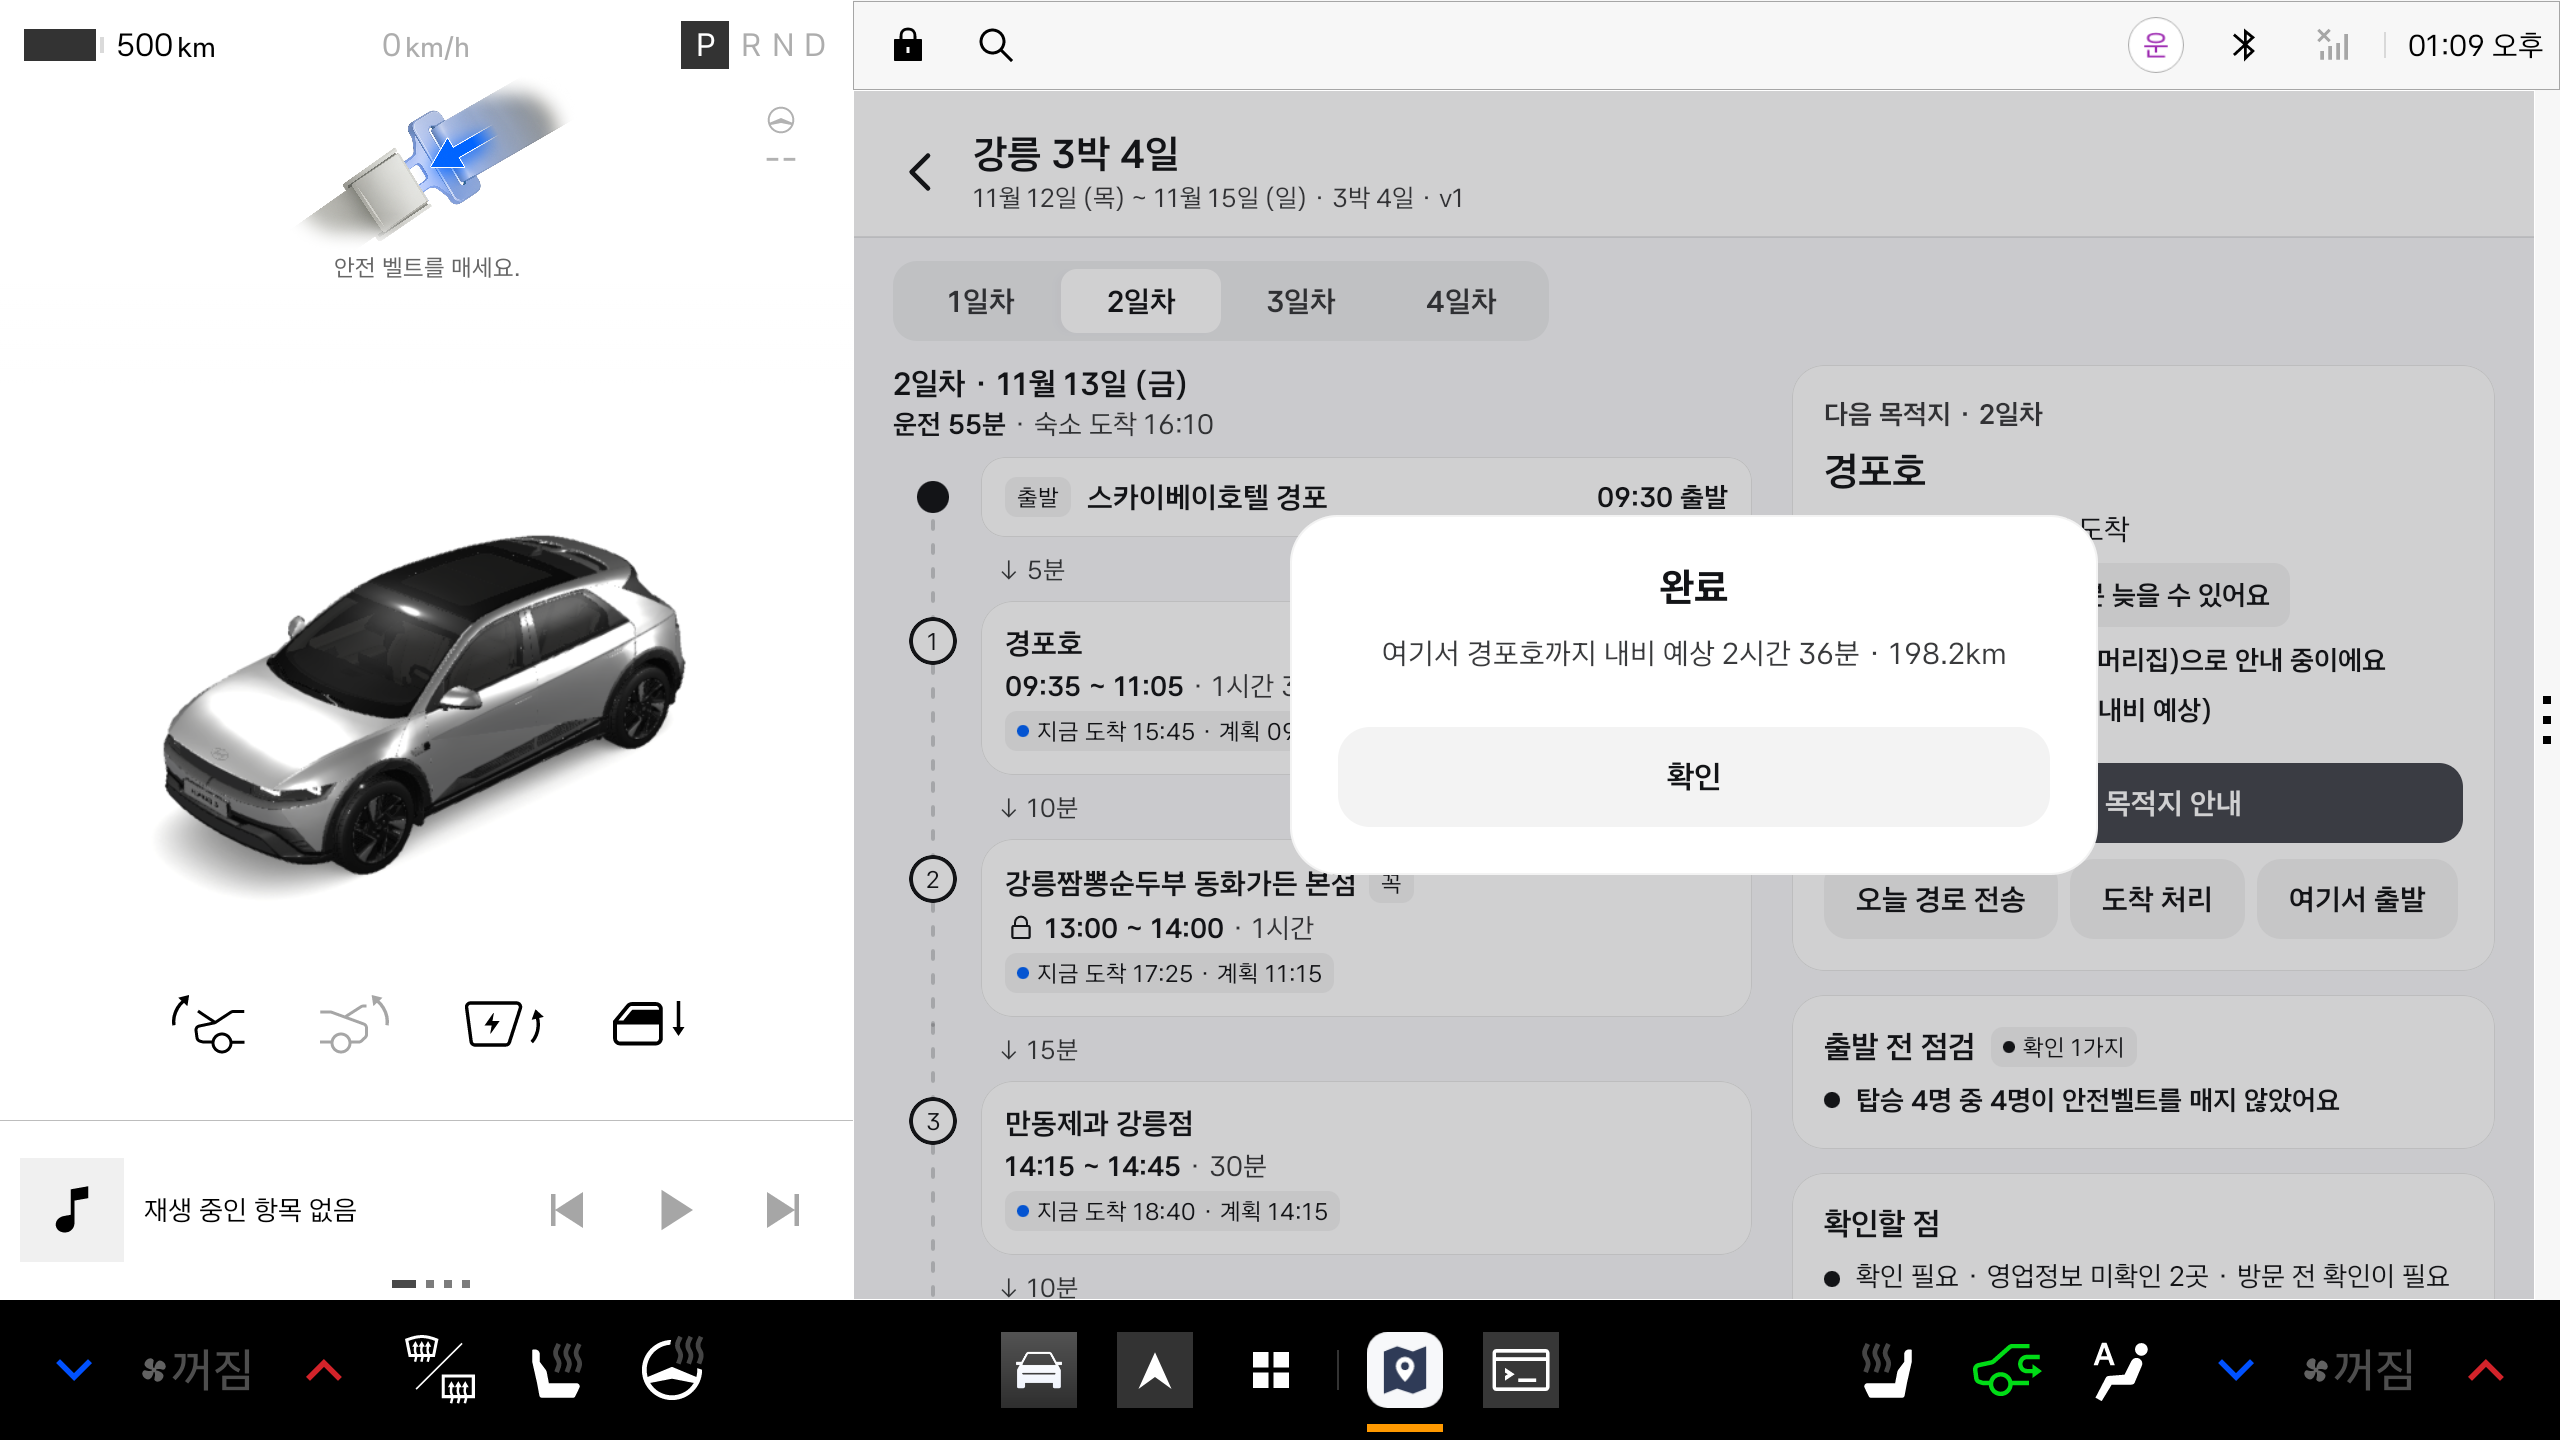 500 km
0 km/h
P R N D
운
01:09 오후
안전 벨트를 매세요.
강릉 3박 4일
11월 12일 (목) ~ 11월 15일 (일) · 3박 4일 · v1
1일차
2일차
3일차
4일차
2일차 · 11월 13일 (금)
운전 55분 · 숙소 도착 16:10
출발 스카이베이호텔 경포 09:30 출발
↓ 5분
1
경포호
09:35 ~ 11:05 · 1시간
지금 도착 15:45 · 계획
↓ 10분
2
강릉짬뽕순두부 동화가든 본점 꼭
13:00 ~ 14:00 · 1시간
지금 도착 17:25 · 계획 11:15
↓ 15분
3
만동제과 강릉점
14:15 ~ 14:45 · 30분
지금 도착 18:40 · 계획 14:15
↓ 10분
다음 목적지 · 2일차
경포호
도착
늦을 수 있어요
머리집)으로 안내 중이에요
내비 예상)
목적지 안내
오늘 경로 전송
도착 처리
여기서 출발
완료
여기서 경포호까지 내비 예상 2시간 36분 · 198.2km
확인
출발 전 점검 확인 1가지
탑승 4명 중 4명이 안전벨트를 매지 않았어요
확인할 점
확인 필요 · 영업정보 미확인 2곳 · 방문 전 확인이 필요
재생 중인 항목 없음
꺼짐
A
꺼짐